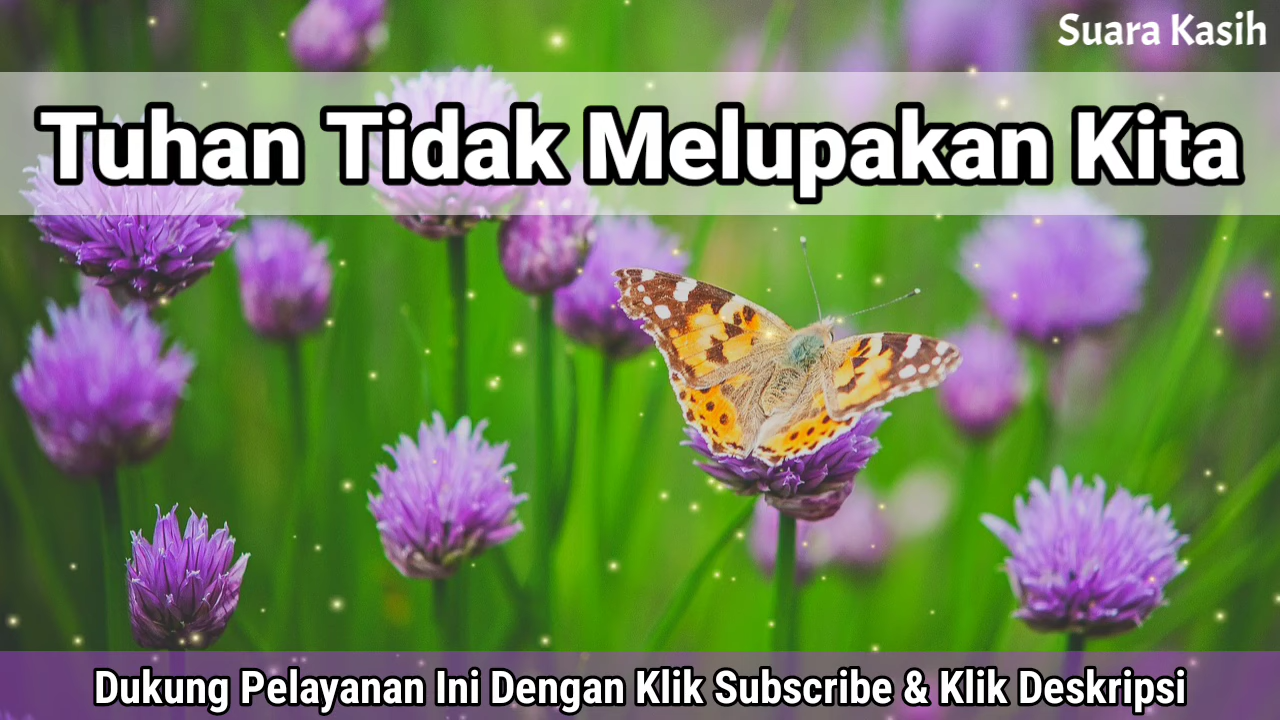 Suara Kasih
Tuhan Tidak Melupakan Kita
Dukung Pelayanan Ini Dengan Klik Subscribe & Klik Deskripsi